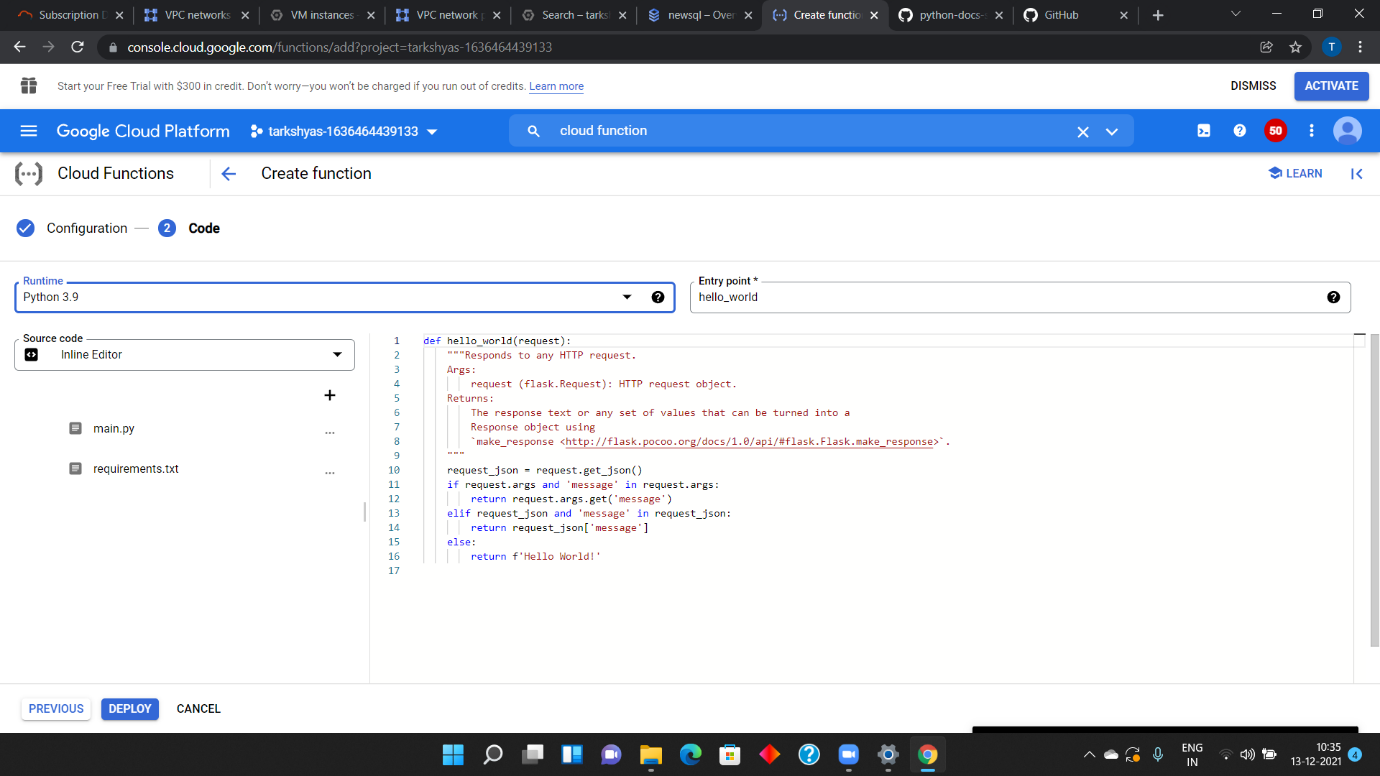 Subscription D
VPC networks
VM instances
VPC network p
Search – tarks
newsql – Over
Create functio
python-docs-s
GitHub
console.cloud.google.com/functions/add?project=tarkshyas-1636464439133
T
Start your Free Trial with $300 in credit. Don't worry—you won't be charged if you run out of credits. Learn more
DISMISS
ACTIVATE
Google Cloud Platform
tarkshyas-1636464439133
cloud function
50
Cloud Functions
Create function
LEARN
Configuration — 2 Code
Runtime
Python 3.9
Entry point *
hello_world
Source code
Inline Editor
main.py
...
requirements.txt
...
1 def hello_world(request):
2 """Responds to any HTTP request.
3 Args:
4 request (flask.Request): HTTP request object.
5 Returns:
6 The response text or any set of values that can be turned into a
7 Response object using
8 `make_response <http://flask.pocoo.org/docs/1.0/api/#flask.Flask.make_response>`.
9 """
10 request_json = request.get_json()
11 if request.args and 'message' in request.args:
12 return request.args.get('message')
13 elif request_json and 'message' in request_json:
14 return request_json['message']
15 else:
16 return f'Hello World!'
17
PREVIOUS
DEPLOY
CANCEL
ENG
IN
10:35
13-12-2021
4